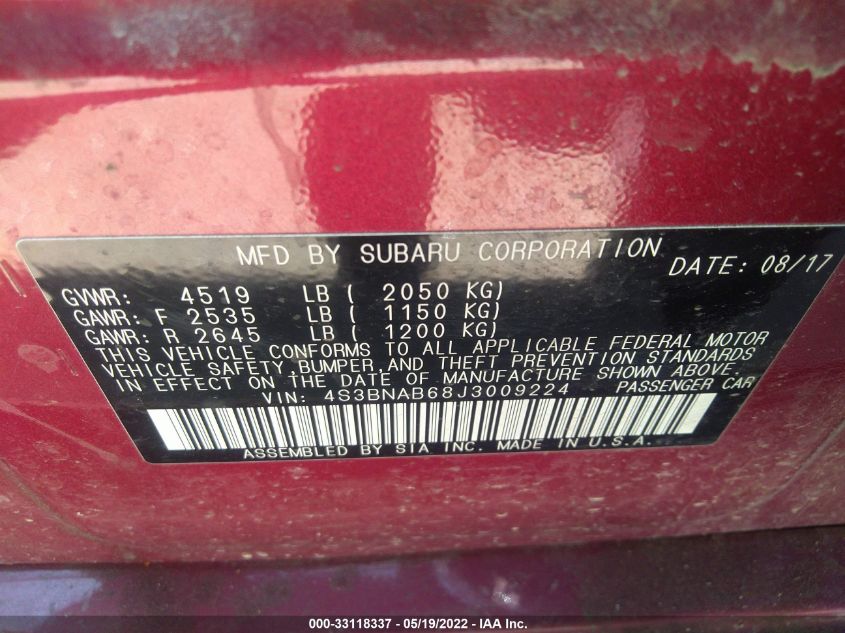 MFD BY SUBARU CORPORATION DATE: 08/17
GVWR: 4519 LB ( 2050 KG)
GAWR: F 2535 LB ( 1150 KG)
GAWR: R 2645 LB ( 1200 KG)
THIS VEHICLE CONFORMS TO ALL APPLICABLE FEDERAL MOTOR
VEHICLE SAFETY,BUMPER,AND THEFT PREVENTION STANDARDS
IN EFFECT ON THE DATE OF MANUFACTURE SHOWN ABOVE.
VIN: 4S3BNAB68J3009224 PASSENGER CAR
ASSEMBLED BY SIA INC. MADE IN U.S.A.
000-33118337 - 05/19/2022 - IAA Inc.